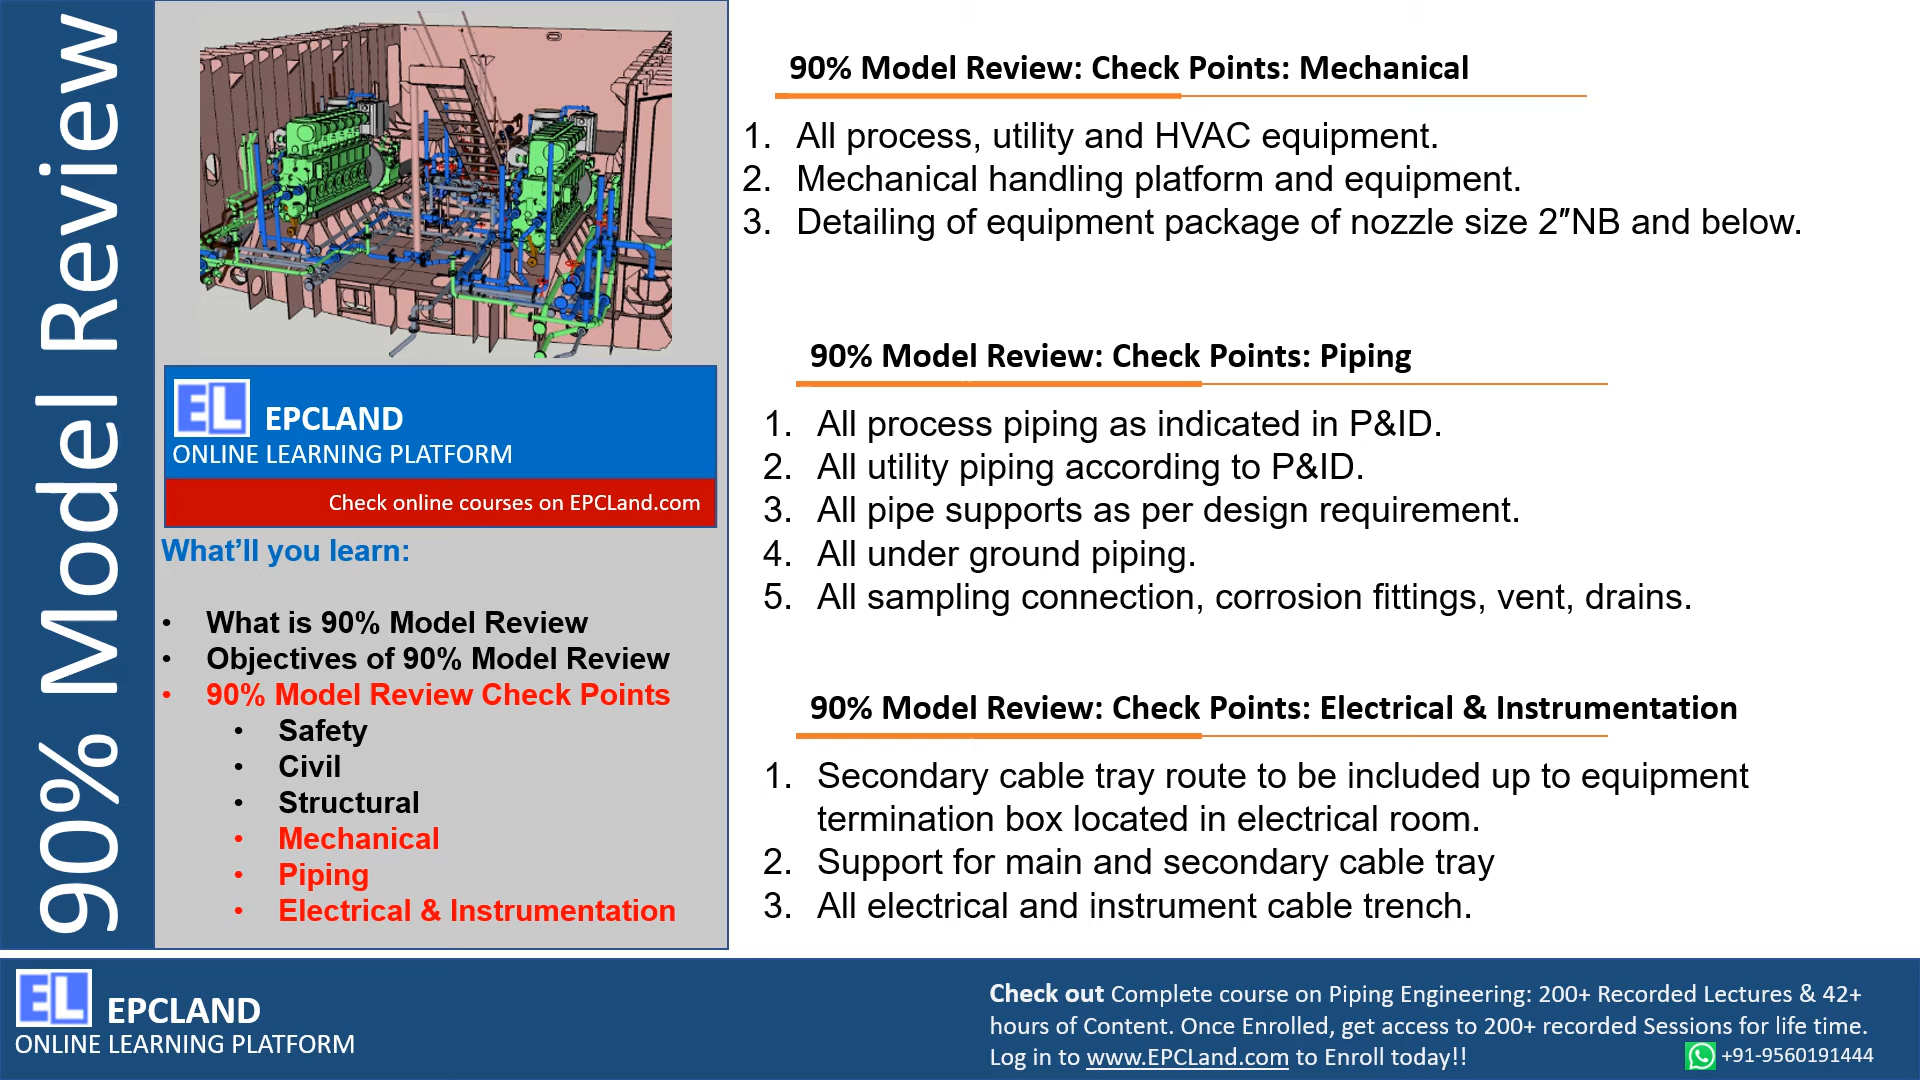 90% Model Review
EL EPCLAND
ONLINE LEARNING PLATFORM
Check online courses on EPCLand.com
What’ll you learn:
• What is 90% Model Review
• Objectives of 90% Model Review
• 90% Model Review Check Points
• Safety
• Civil
• Structural
• Mechanical
• Piping
• Electrical & Instrumentation
90% Model Review: Check Points: Mechanical
1. All process, utility and HVAC equipment.
2. Mechanical handling platform and equipment.
3. Detailing of equipment package of nozzle size 2″NB and below.
90% Model Review: Check Points: Piping
1. All process piping as indicated in P&ID.
2. All utility piping according to P&ID.
3. All pipe supports as per design requirement.
4. All under ground piping.
5. All sampling connection, corrosion fittings, vent, drains.
90% Model Review: Check Points: Electrical & Instrumentation
1. Secondary cable tray route to be included up to equipment
termination box located in electrical room.
2. Support for main and secondary cable tray
3. All electrical and instrument cable trench.
EL EPCLAND
ONLINE LEARNING PLATFORM
Check out Complete course on Piping Engineering: 200+ Recorded Lectures & 42+
hours of Content. Once Enrolled, get access to 200+ recorded Sessions for life time.
Log in to www.EPCLand.com to Enroll today!!
+91-9560191444